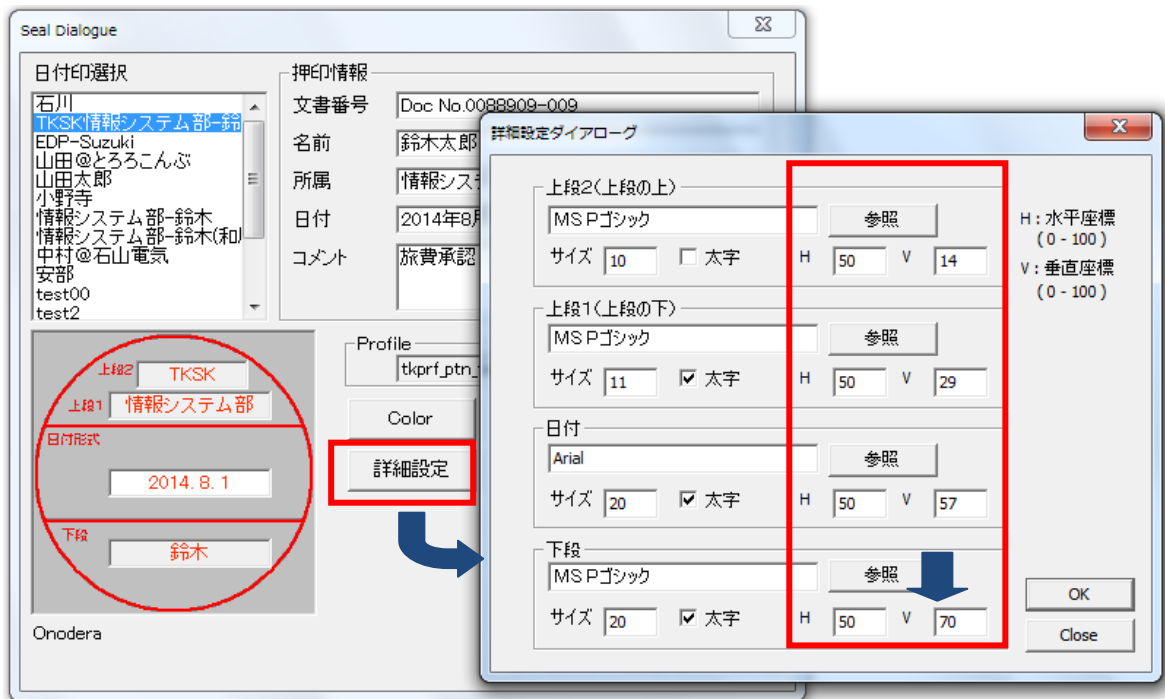 Seal Dialogue
日付印選択
石川
TKSK情報システム部-鈴
EDP-Suzuki
山田@とろろこんぶ
山田太郎
小野寺
情報システム部-鈴木
情報システム部-鈴木(和
中村@石山電気
安部
test00
test2
押印情報
文書番号 Doc No.0088909-009
名前 鈴木太郎
所属 情報シス
日付 2014年8
コメント 旅費承認
上段2 TKSK
上段1 情報システム部
日付形式
2014. 8. 1
下段 鈴木
Onodera
Profile
tkprf_ptn_
Color
詳細設定
詳細設定ダイアローグ
上段2(上段の上)
MS Pゴシック 参照
サイズ 10 太字 H 50 V 14
上段1(上段の下)
MS Pゴシック 参照
サイズ 11 太字 H 50 V 29
日付
Arial 参照
サイズ 20 太字 H 50 V 57
下段
MS Pゴシック 参照
サイズ 20 太字 H 50 V 70
H:水平座標
(0-100)
V:垂直座標
(0-100)
OK
Close